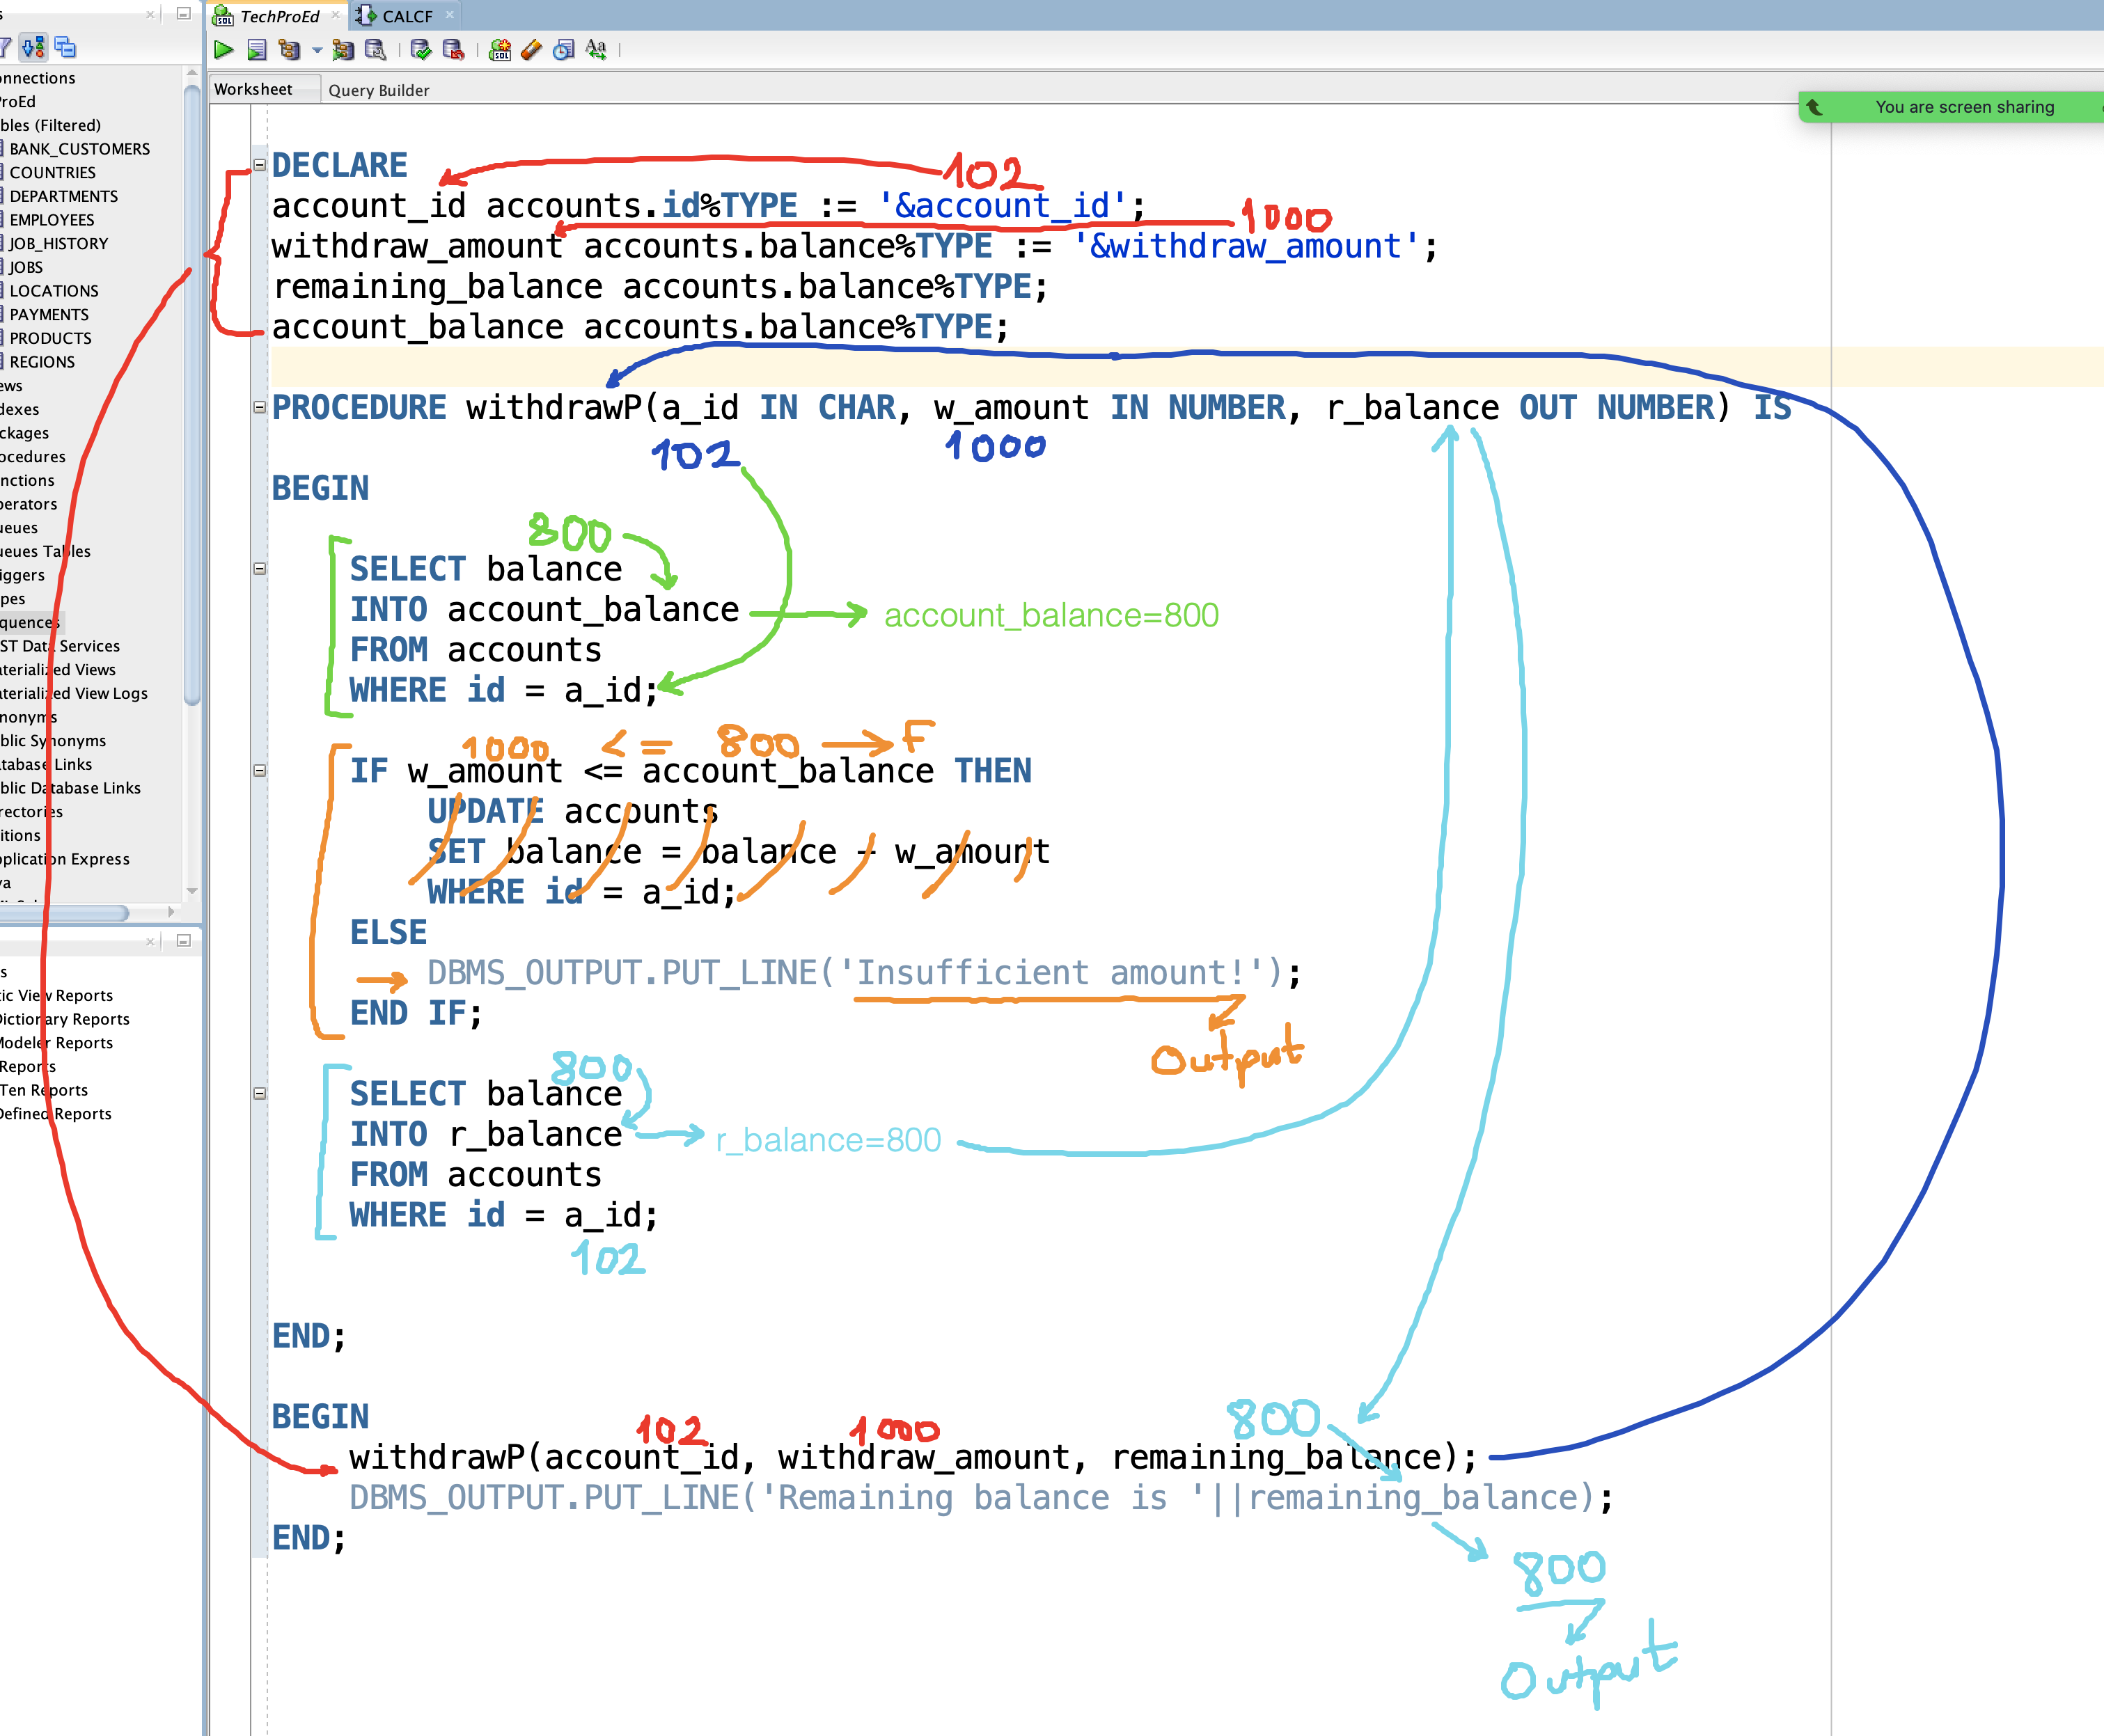 TechProEd
CALCF
Worksheet
Query Builder
You are screen sharing
onnections
ProEd
bles (Filtered)
BANK_CUSTOMERS
COUNTRIES
DEPARTMENTS
EMPLOYEES
JOB_HISTORY
JOBS
LOCATIONS
PAYMENTS
PRODUCTS
REGIONS
ews
dexes
ckages
ocedures
nctions
perators
ueues
ueues Tables
iggers
pes
quences
ST Data Services
aterialized Views
aterialized View Logs
nonyms
blic Synonyms
atabase Links
blic Database Links
rectories
itions
pplication Express
va
s
tic View Reports
Dictionary Reports
Modeler Reports
Reports
Ten Reports
Defined Reports
DECLARE
102
account_id accounts.id%TYPE := '&account_id';
1000
withdraw_amount accounts.balance%TYPE := '&withdraw_amount';
remaining_balance accounts.balance%TYPE;
account_balance accounts.balance%TYPE;
PROCEDURE withdrawP(a_id IN CHAR, w_amount IN NUMBER, r_balance OUT NUMBER) IS
102 1000
BEGIN
800
SELECT balance
INTO account_balance
account_balance=800
FROM accounts
WHERE id = a_id;
1000 <= 800 → F
IF w_amount <= account_balance THEN
UPDATE accounts
SET balance = balance - w_amount
WHERE id = a_id;
ELSE
DBMS_OUTPUT.PUT_LINE('Insufficient amount!');
END IF;
Output
800
SELECT balance
INTO r_balance
r_balance=800
FROM accounts
WHERE id = a_id;
102
END;
BEGIN
102 1000 800
withdrawP(account_id, withdraw_amount, remaining_balance);
DBMS_OUTPUT.PUT_LINE('Remaining balance is '||remaining_balance);
END;
800
Output